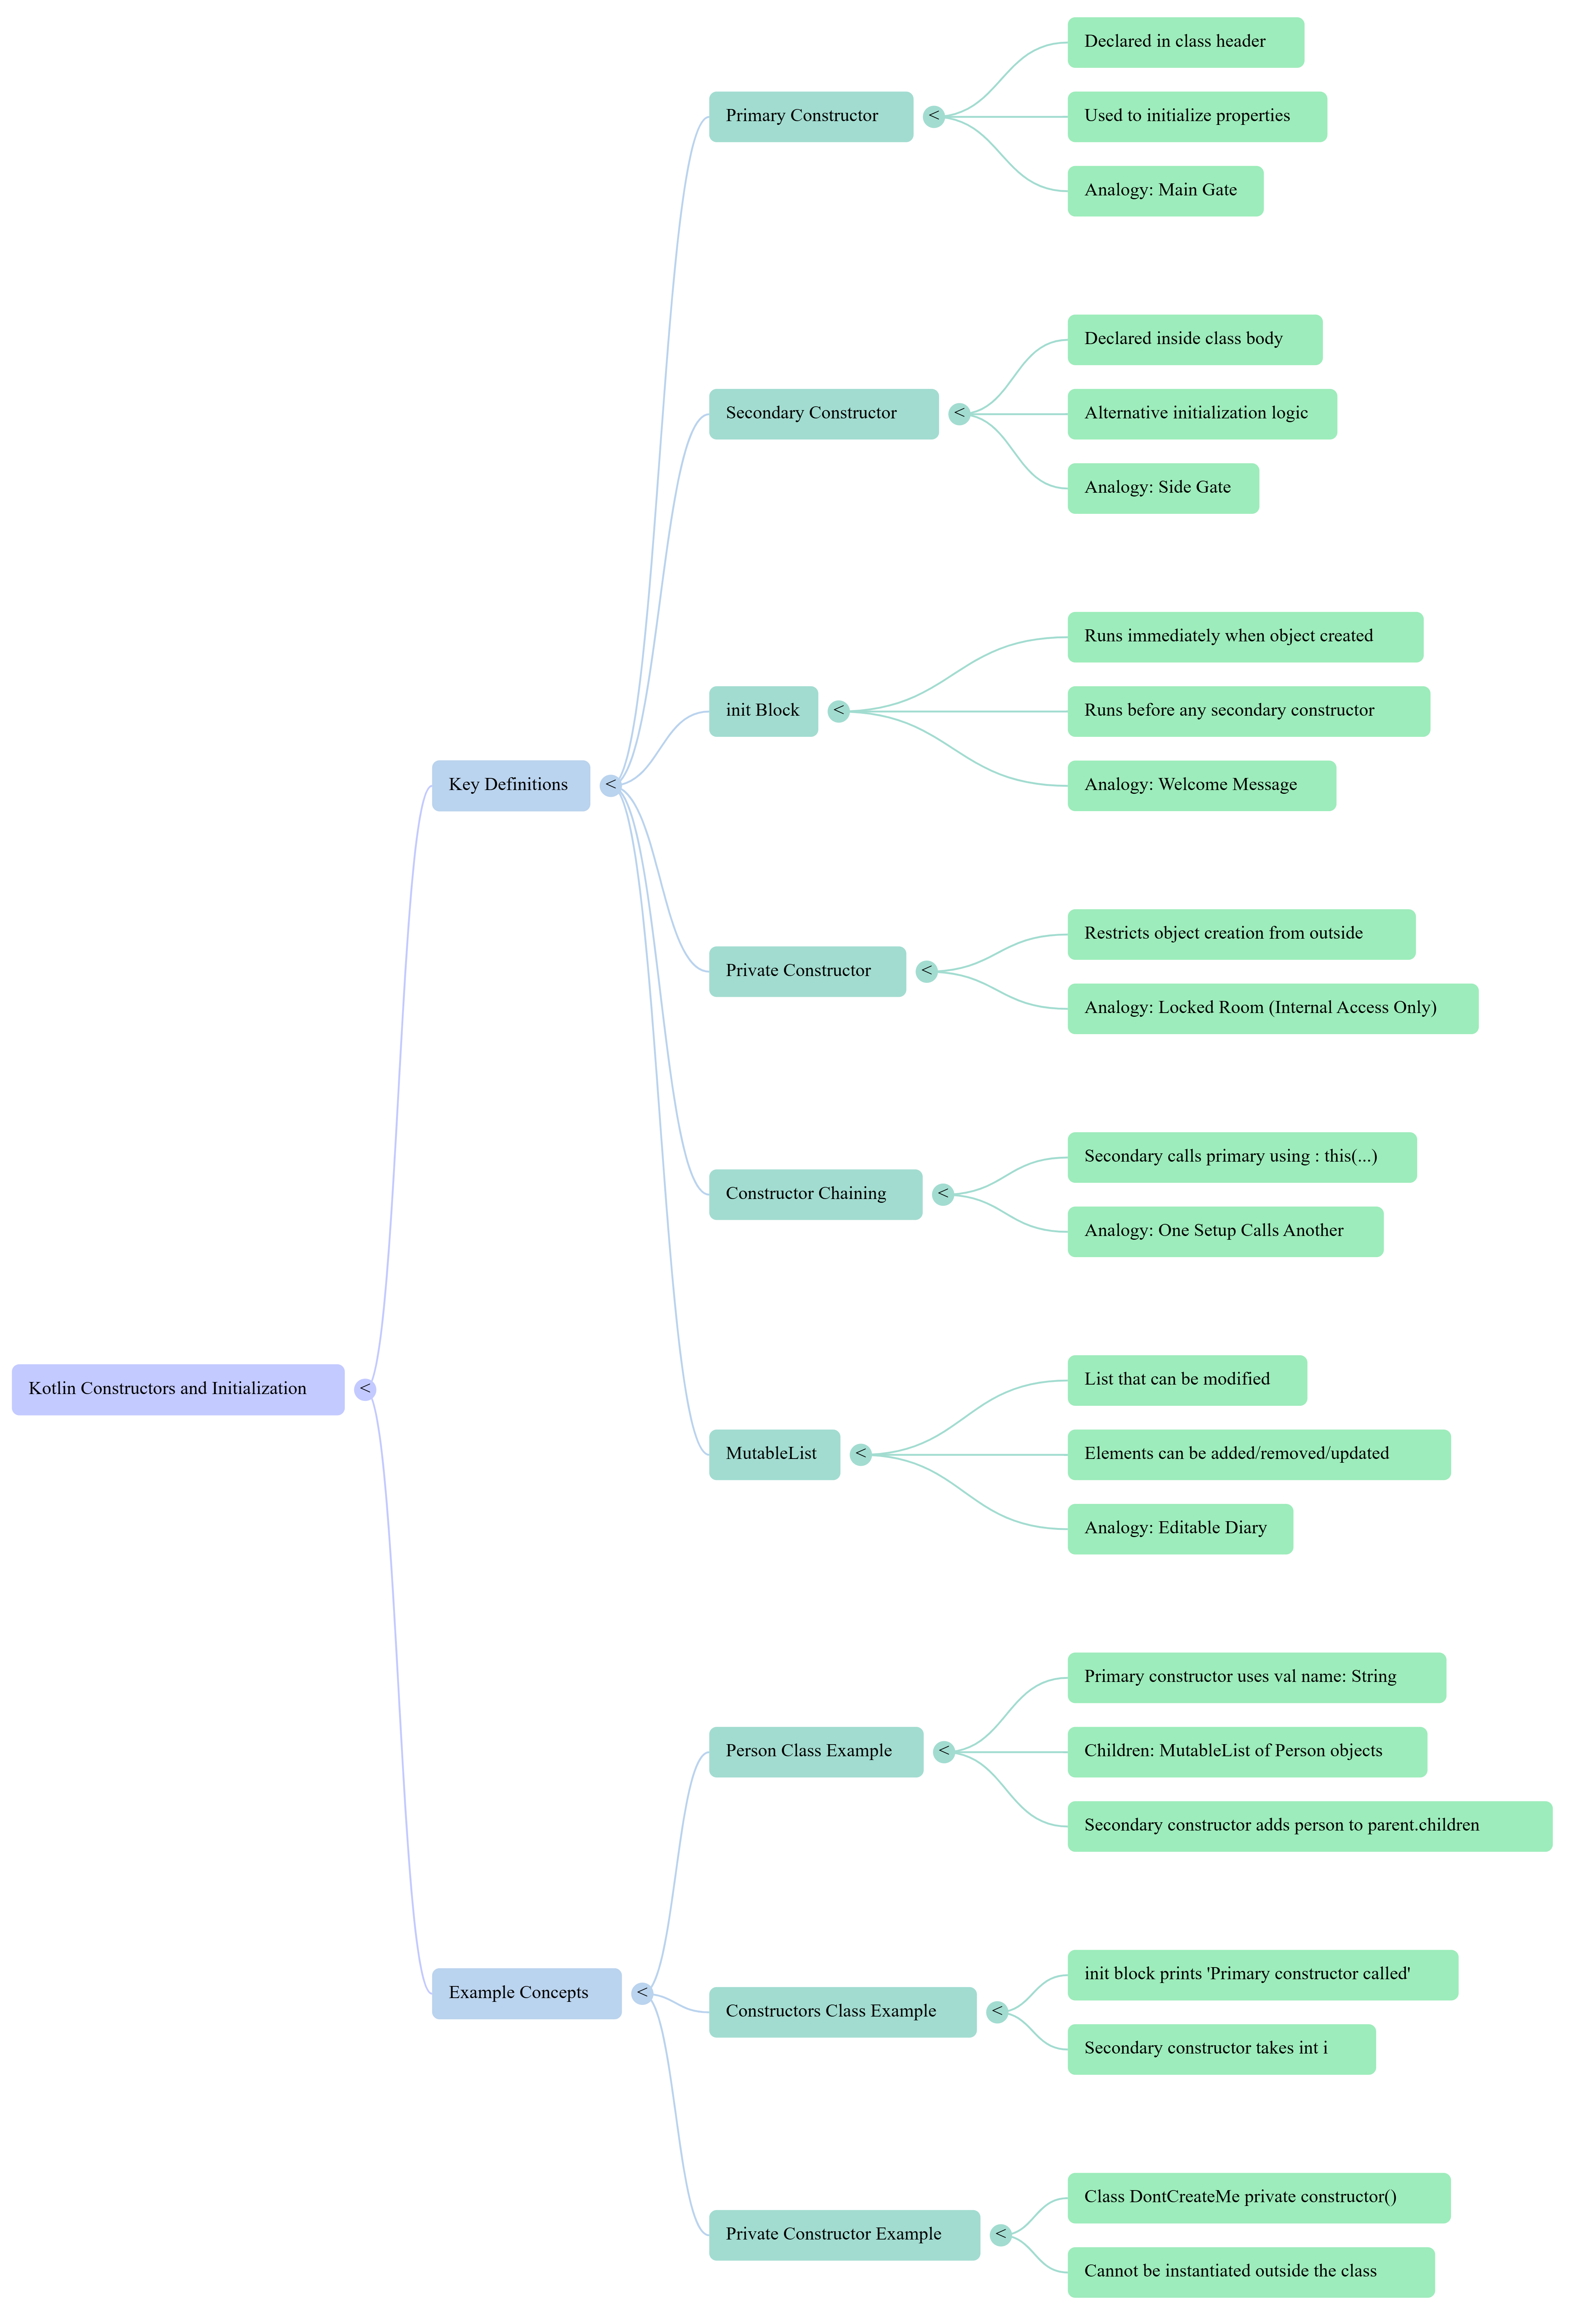 Kotlin Constructors and Initialization
<
Key Definitions
<
Primary Constructor
<
Declared in class header
Used to initialize properties
Analogy: Main Gate
Secondary Constructor
<
Declared inside class body
Alternative initialization logic
Analogy: Side Gate
init Block
<
Runs immediately when object created
Runs before any secondary constructor
Analogy: Welcome Message
Private Constructor
<
Restricts object creation from outside
Analogy: Locked Room (Internal Access Only)
Constructor Chaining
<
Secondary calls primary using : this(...)
Analogy: One Setup Calls Another
MutableList
<
List that can be modified
Elements can be added/removed/updated
Analogy: Editable Diary
Example Concepts
<
Person Class Example
<
Primary constructor uses val name: String
Children: MutableList of Person objects
Secondary constructor adds person to parent.children
Constructors Class Example
<
init block prints 'Primary constructor called'
Secondary constructor takes int i
Private Constructor Example
<
Class DontCreateMe private constructor()
Cannot be instantiated outside the class